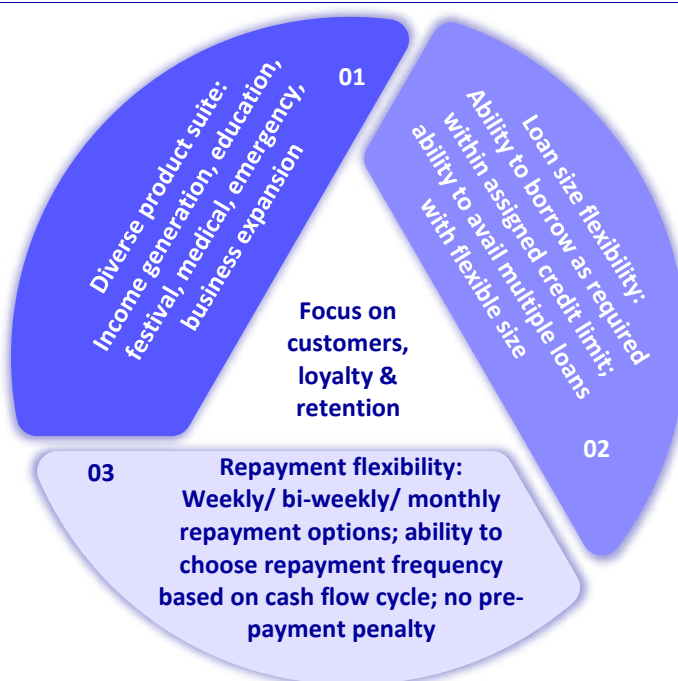 01
Diverse product suite:
Income generation, education,
festival, medical, emergency,
business expansion
Loan size flexibility:
Ability to borrow as required
within assigned credit limit;
ability to avail multiple loans
with flexible size
02
Focus on
customers,
loyalty &
retention
03
Repayment flexibility:
Weekly/ bi-weekly/ monthly
repayment options; ability to
choose repayment frequency
based on cash flow cycle; no pre-
payment penalty